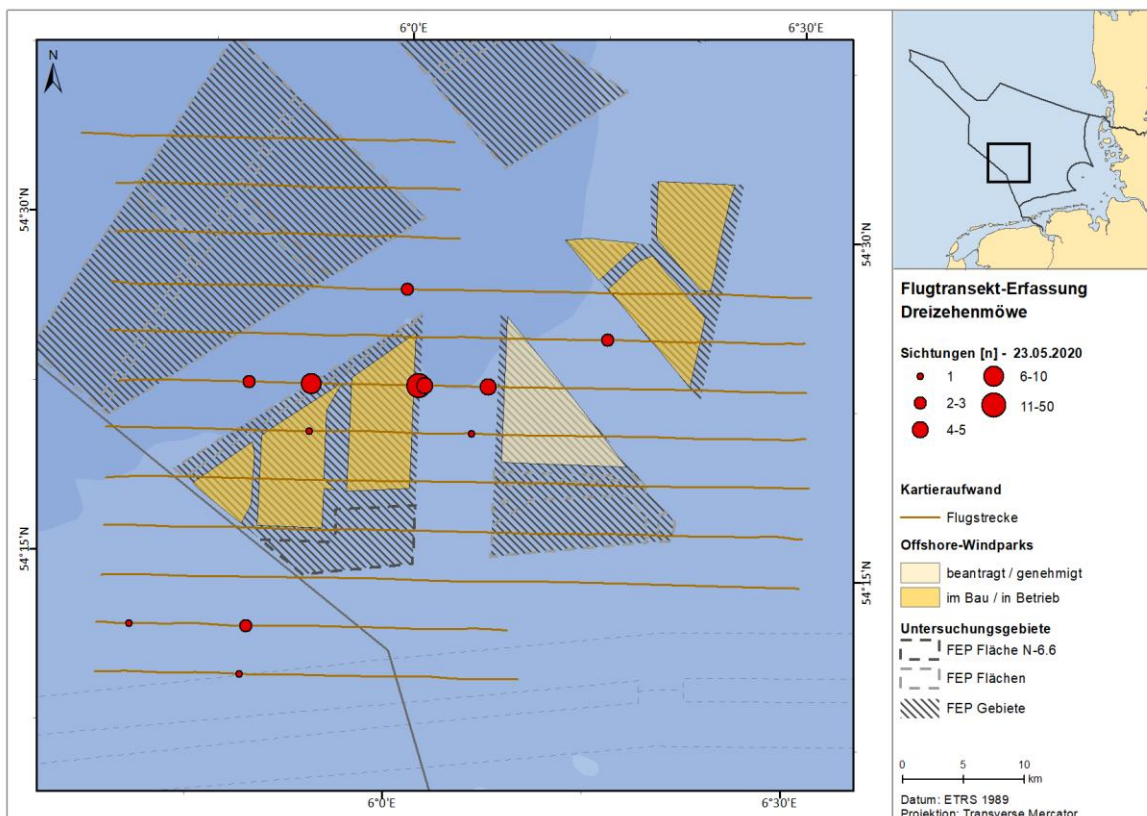 6°0'E
6°30'E
N
54°30'N
54°30'N
54°15'N
54°15'N
6°0'E
6°30'E
Flugtransekt-Erfassung
Dreizehenmöwe
Sichtungen [n] - 23.05.2020
1
6-10
2-3
11-50
4-5
Kartieraufwand
Flugstrecke
Offshore-Windparks
beantragt / genehmigt
im Bau / in Betrieb
Untersuchungsgebiete
FEP Fläche N-6.6
FEP Flächen
FEP Gebiete
0 5 10
km
Datum: ETRS 1989
Projektion: Transverse Mercator